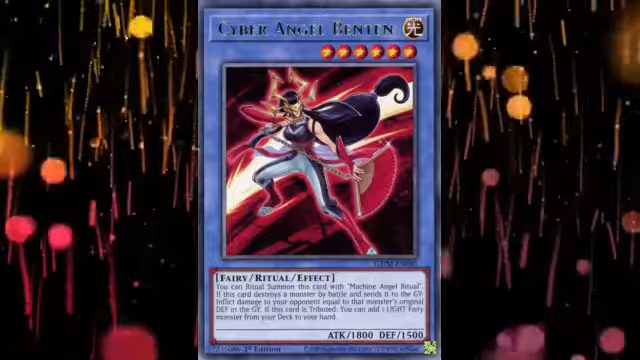 CYBER ANGEL BENTEN
光
[FAIRY/RITUAL/EFFECT]
You can Ritual Summon this card with "Machine Angel Ritual".
If this card destroys a monster by battle and sends it to the GY:
Inflict damage to your opponent equal to that monster's original
DEF in the GY. If this card is Tributed: You can add 1 LIGHT Fairy
monster from your Deck to your hand.
ATK/1800 DEF/1500
1st Edition